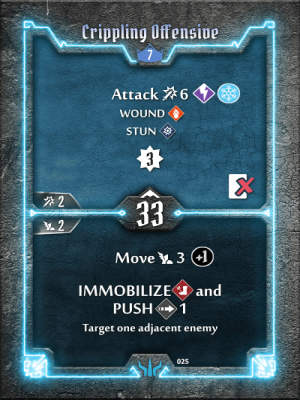 Crippling Offensive
7
Attack 6
WOUND
STUN
3
2
33
2
Move 3 +1
IMMOBILIZE and
PUSH 1
Target one adjacent enemy
025